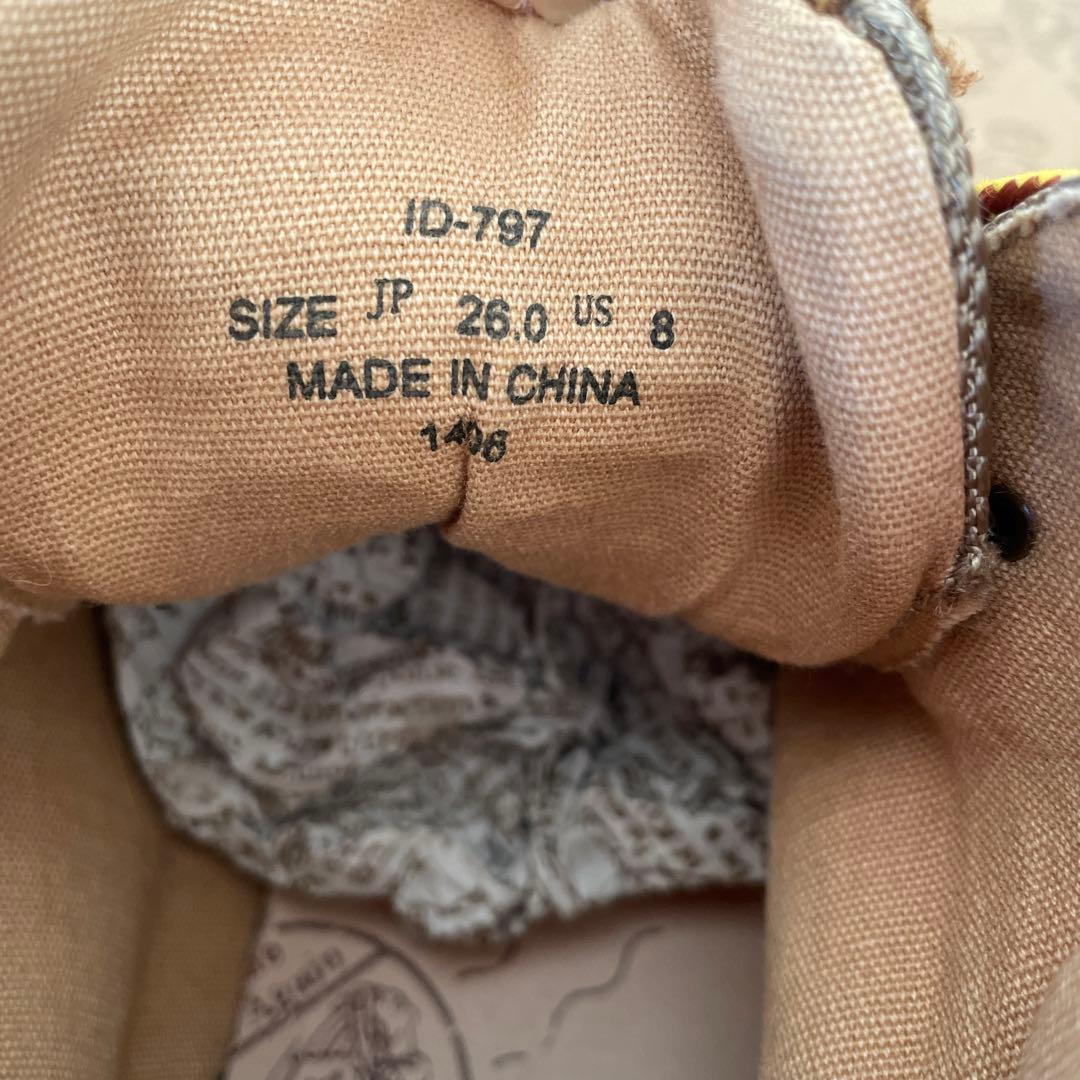 ID-797
SIZE JP 26.0 US 8
MADE IN CHINA
1406